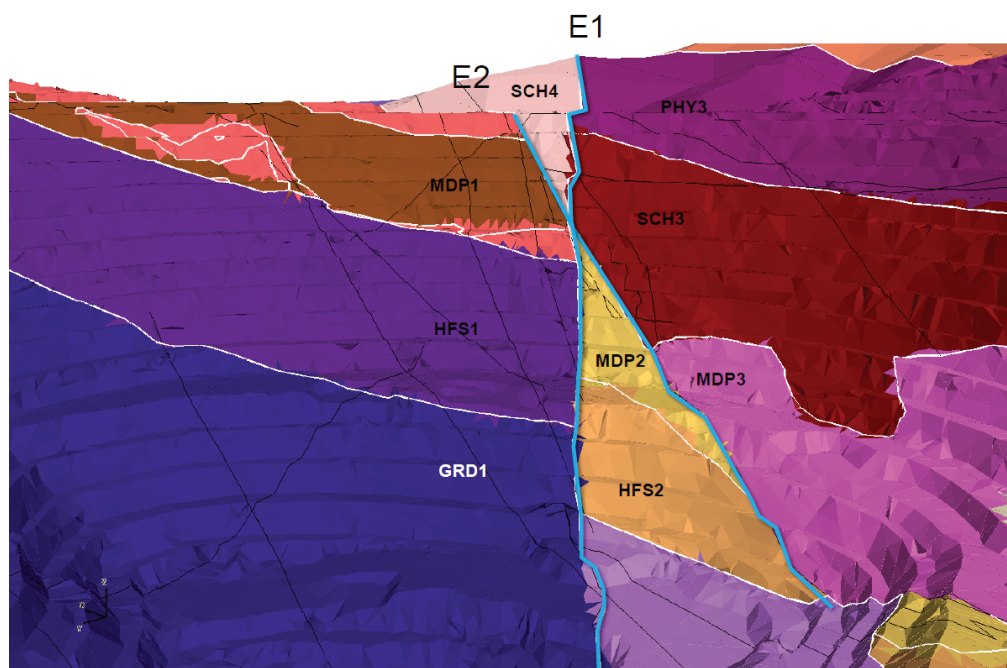 E1
E2
SCH4
PHY3
MDP1
SCH3
HFS1
MDP2
MDP3
GRD1
HFS2
Z
X
Y